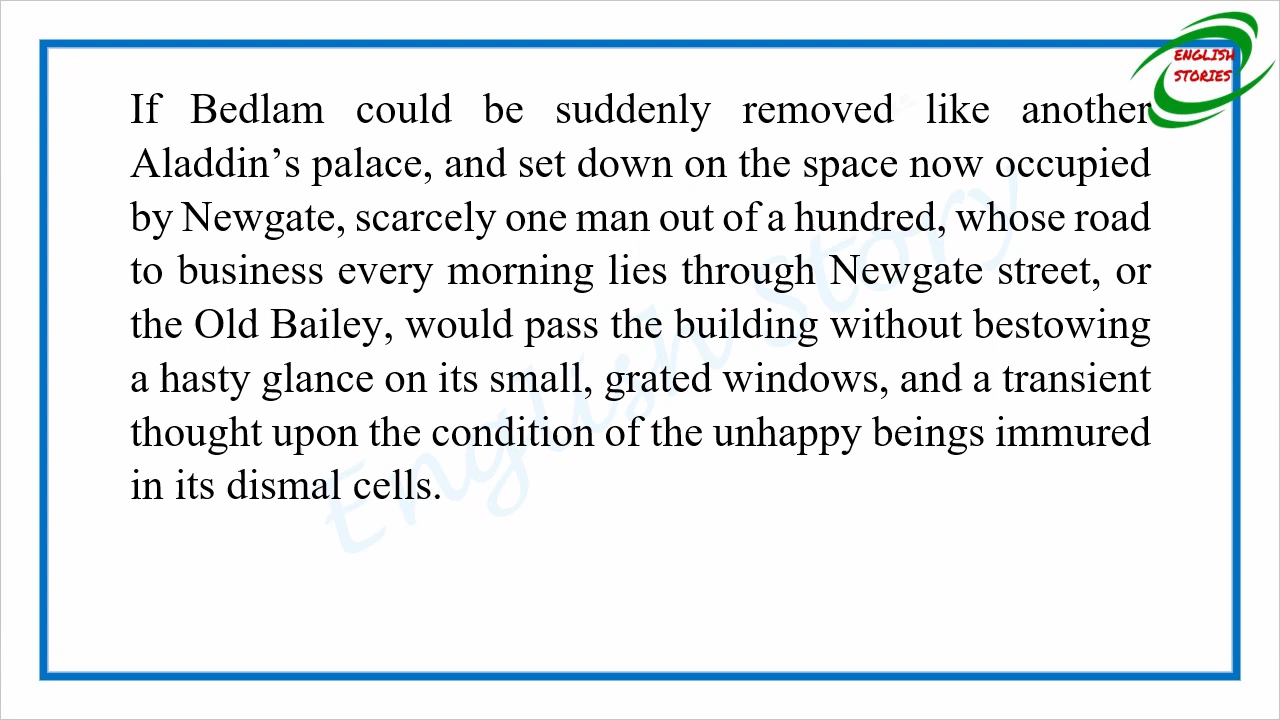 ENGLISH
STORIES
If Bedlam could be suddenly removed like another
Aladdin’s palace, and set down on the space now occupied
by Newgate, scarcely one man out of a hundred, whose road
to business every morning lies through Newgate street, or
the Old Bailey, would pass the building without bestowing
a hasty glance on its small, grated windows, and a transient
thought upon the condition of the unhappy beings immured
in its dismal cells.
English Story